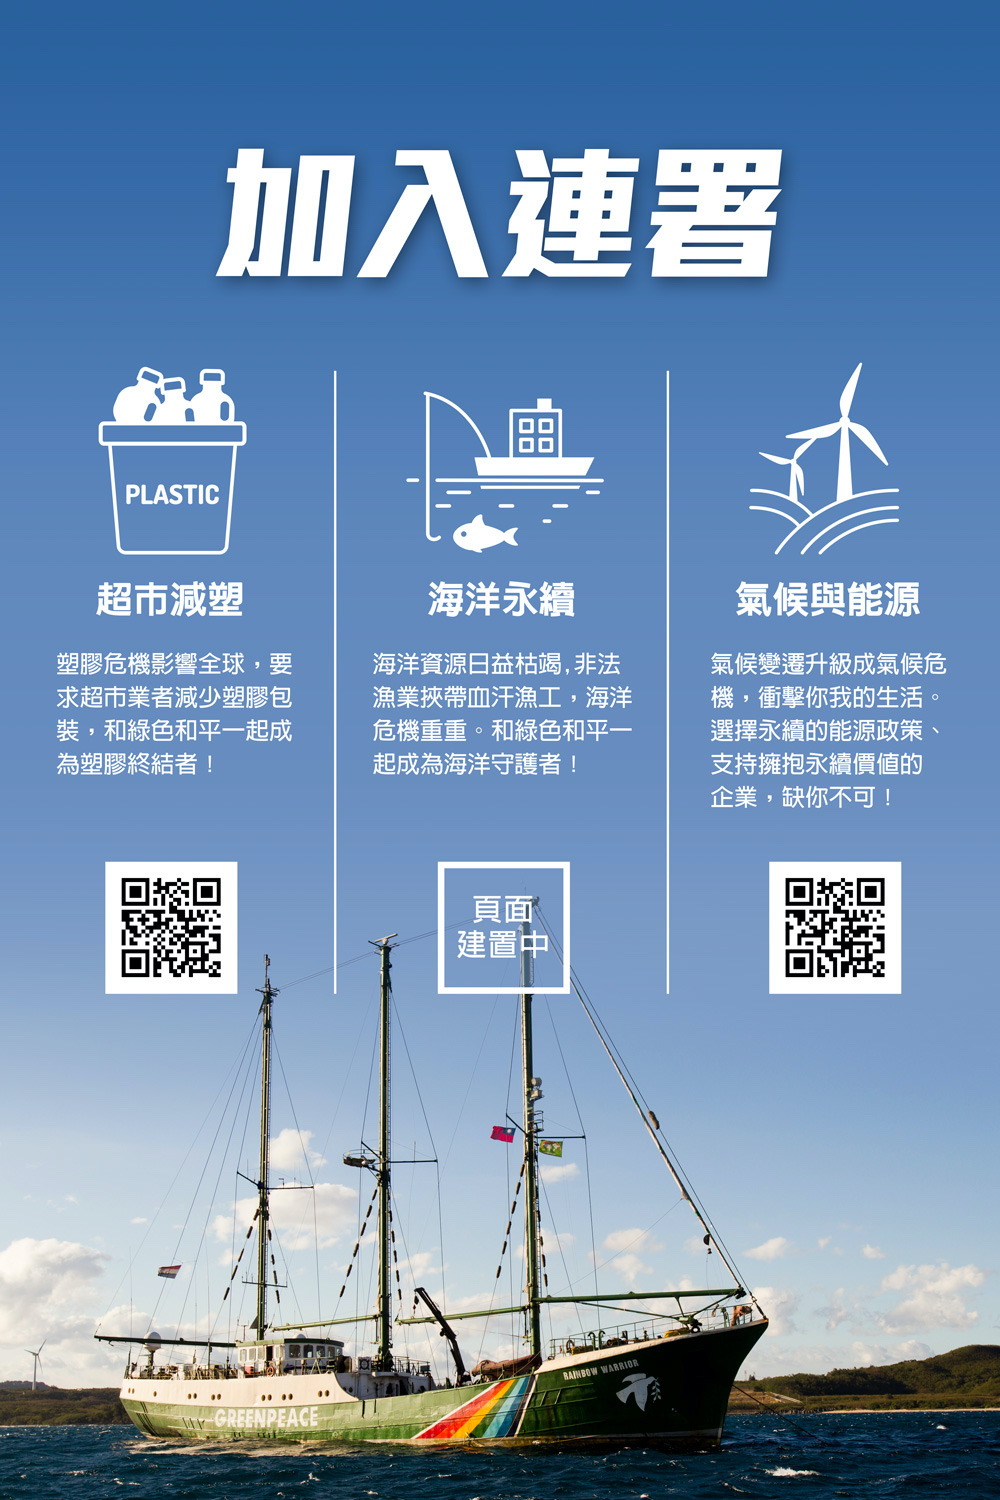 加入連署
PLASTIC
超市減塑
塑膠危機影響全球，要
求超市業者減少塑膠包
裝，和綠色和平一起成
為塑膠終結者！
海洋永續
海洋資源日益枯竭,非法
漁業挾帶血汗漁工，海洋
危機重重。和綠色和平一
起成為海洋守護者！
頁面
建置中
氣候與能源
氣候變遷升級成氣候危
機，衝擊你我的生活。
選擇永續的能源政策、
支持擁抱永續價值的
企業，缺你不可！
RAINBOW WARRIOR
GREENPEACE